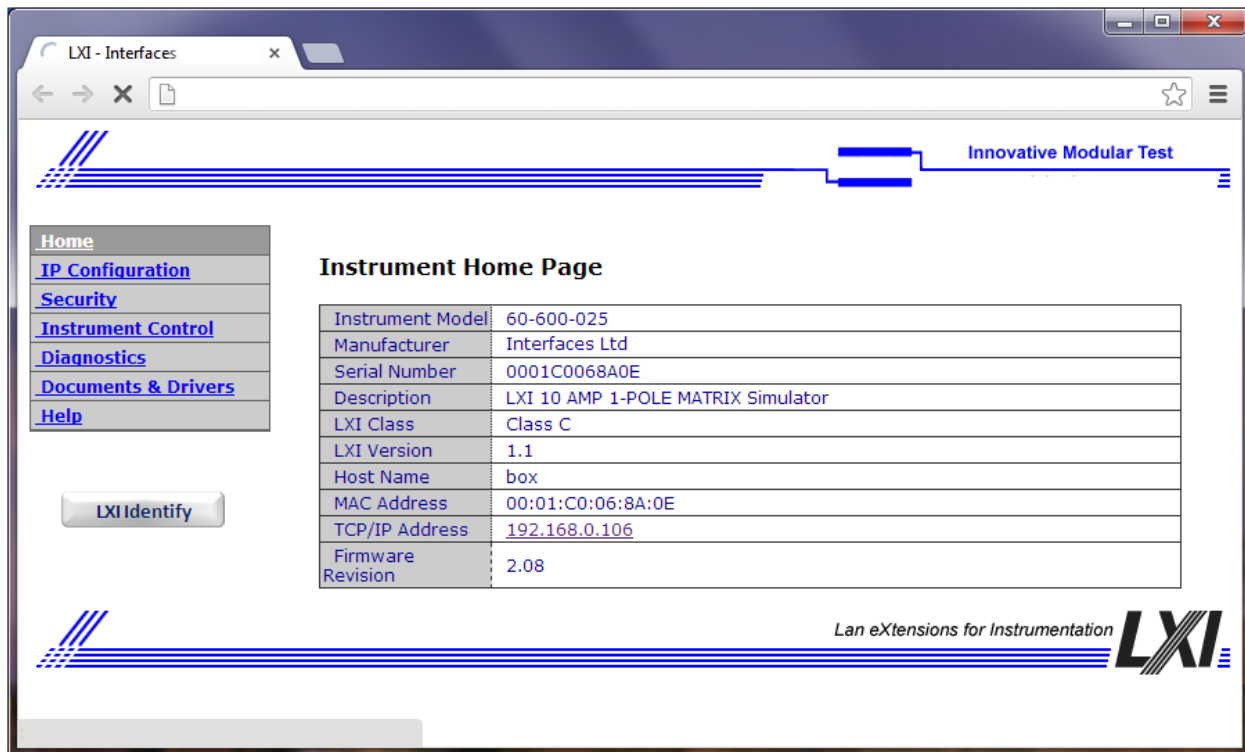 LXI - Interfaces
Innovative Modular Test
Home
IP Configuration
Security
Instrument Control
Diagnostics
Documents & Drivers
Help
LXI Identify
Instrument Home Page
Instrument Model 60-600-025
Manufacturer Interfaces Ltd
Serial Number 0001C0068A0E
Description LXI 10 AMP 1-POLE MATRIX Simulator
LXI Class Class C
LXI Version 1.1
Host Name box
MAC Address 00:01:C0:06:8A:0E
TCP/IP Address 192.168.0.106
Firmware
Revision 2.08
Lan eXtensions for Instrumentation LXI